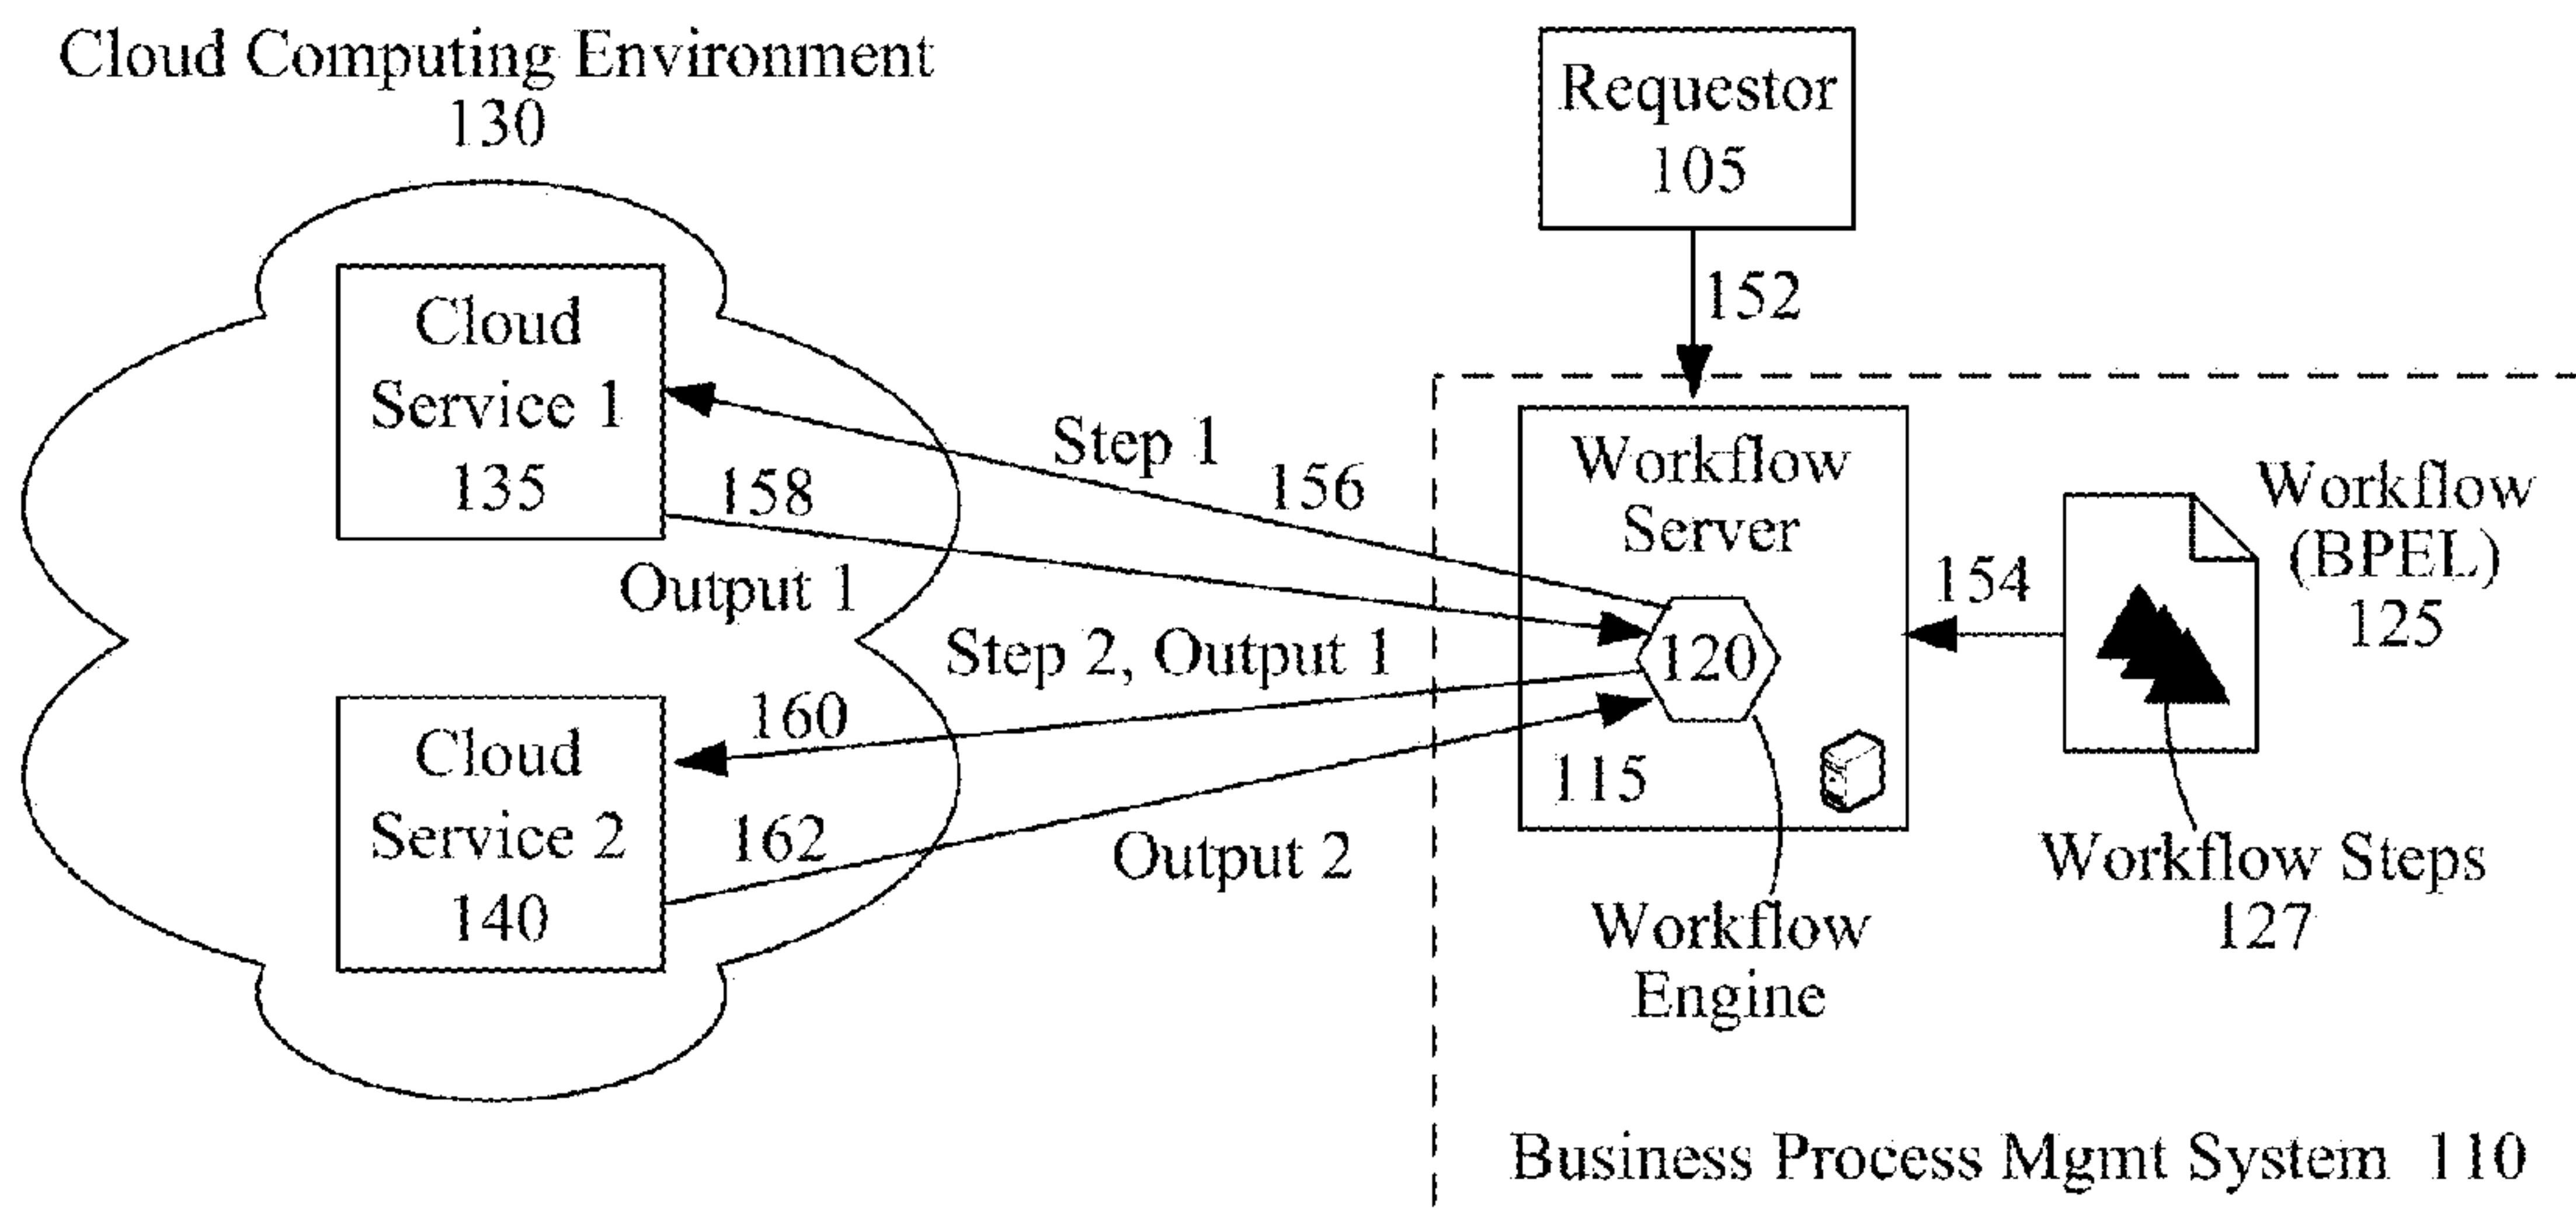 Cloud Computing Environment
130
Requestor
105
152
Cloud
Service 1
135
Step 1
156
158
Output 1
Workflow
Server
120
115
154
Workflow
(BPEL)
125
Step 2, Output 1
160
Cloud
Service 2
140
162
Output 2
Workflow
Engine
Workflow Steps
127
Business Process Mgmt System 110